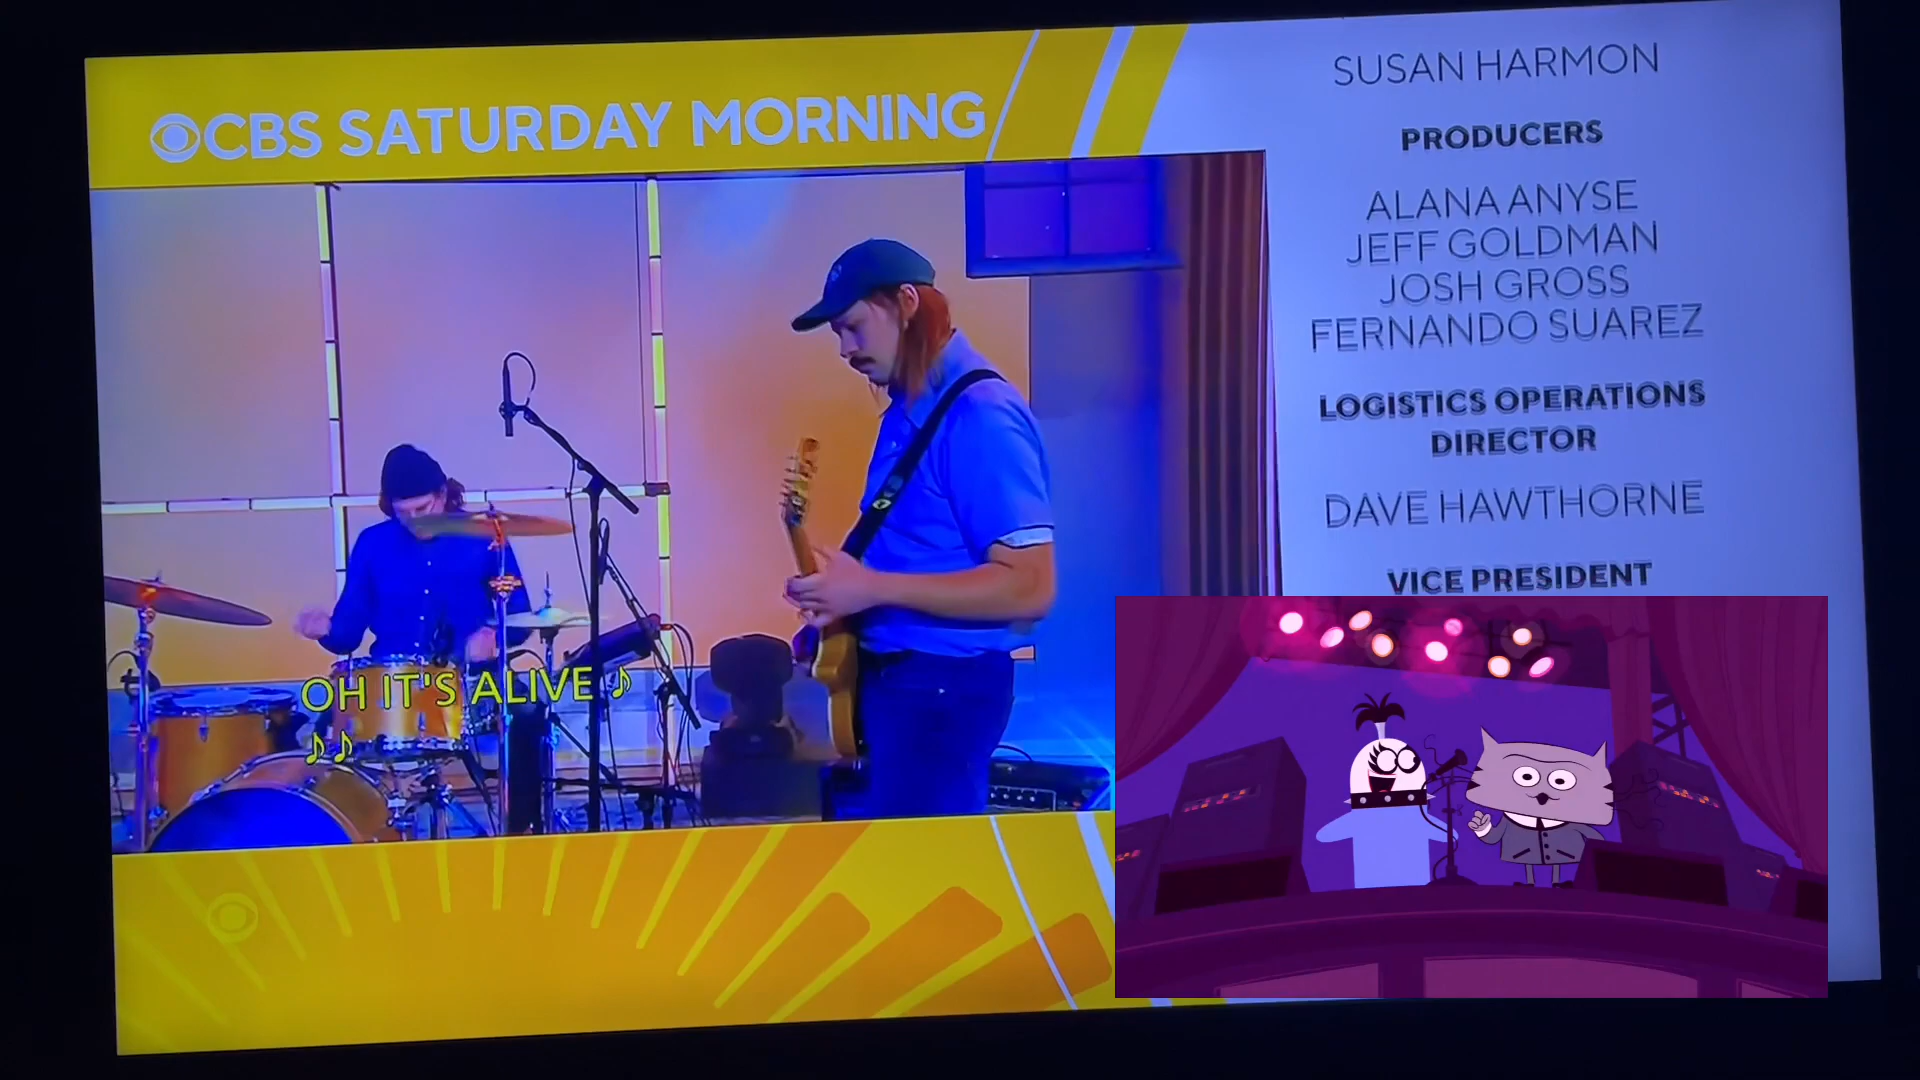 CBS SATURDAY MORNING
OH IT'S ALIVE ♪
♪♪
SUSAN HARMON
PRODUCERS
ALANA ANYSE
JEFF GOLDMAN
JOSH GROSS
FERNANDO SUAREZ
LOGISTICS OPERATIONS
DIRECTOR
DAVE HAWTHORNE
VICE PRESIDENT